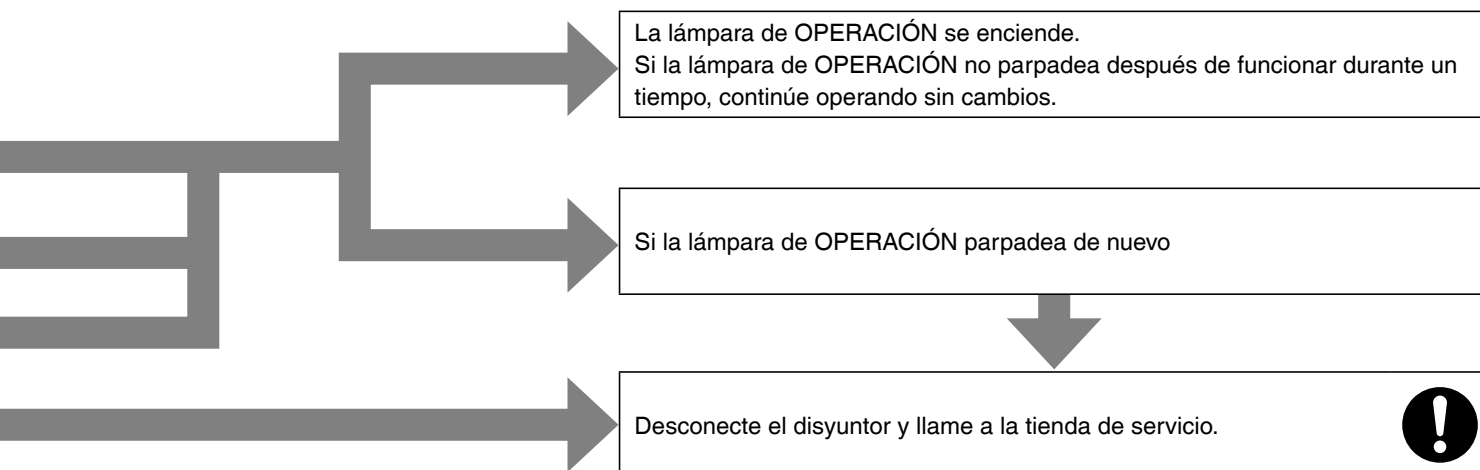 La lámpara de OPERACIÓN se enciende.
Si la lámpara de OPERACIÓN no parpadea después de funcionar durante un
tiempo, continúe operando sin cambios.
Si la lámpara de OPERACIÓN parpadea de nuevo
Desconecte el disyuntor y llame a la tienda de servicio.